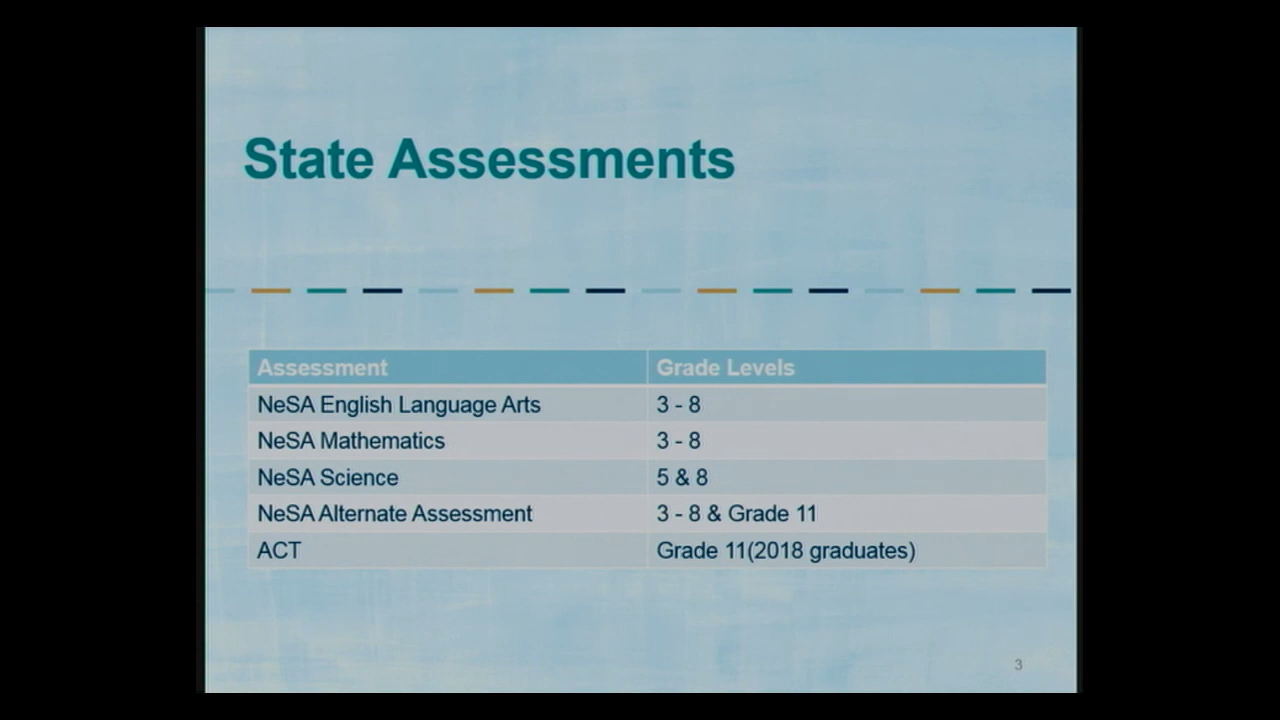 State Assessments
Assessment Grade Levels
NeSA English Language Arts 3 - 8
NeSA Mathematics 3 - 8
NeSA Science 5 & 8
NeSA Alternate Assessment 3 - 8 & Grade 11
ACT Grade 11(2018 graduates)
3